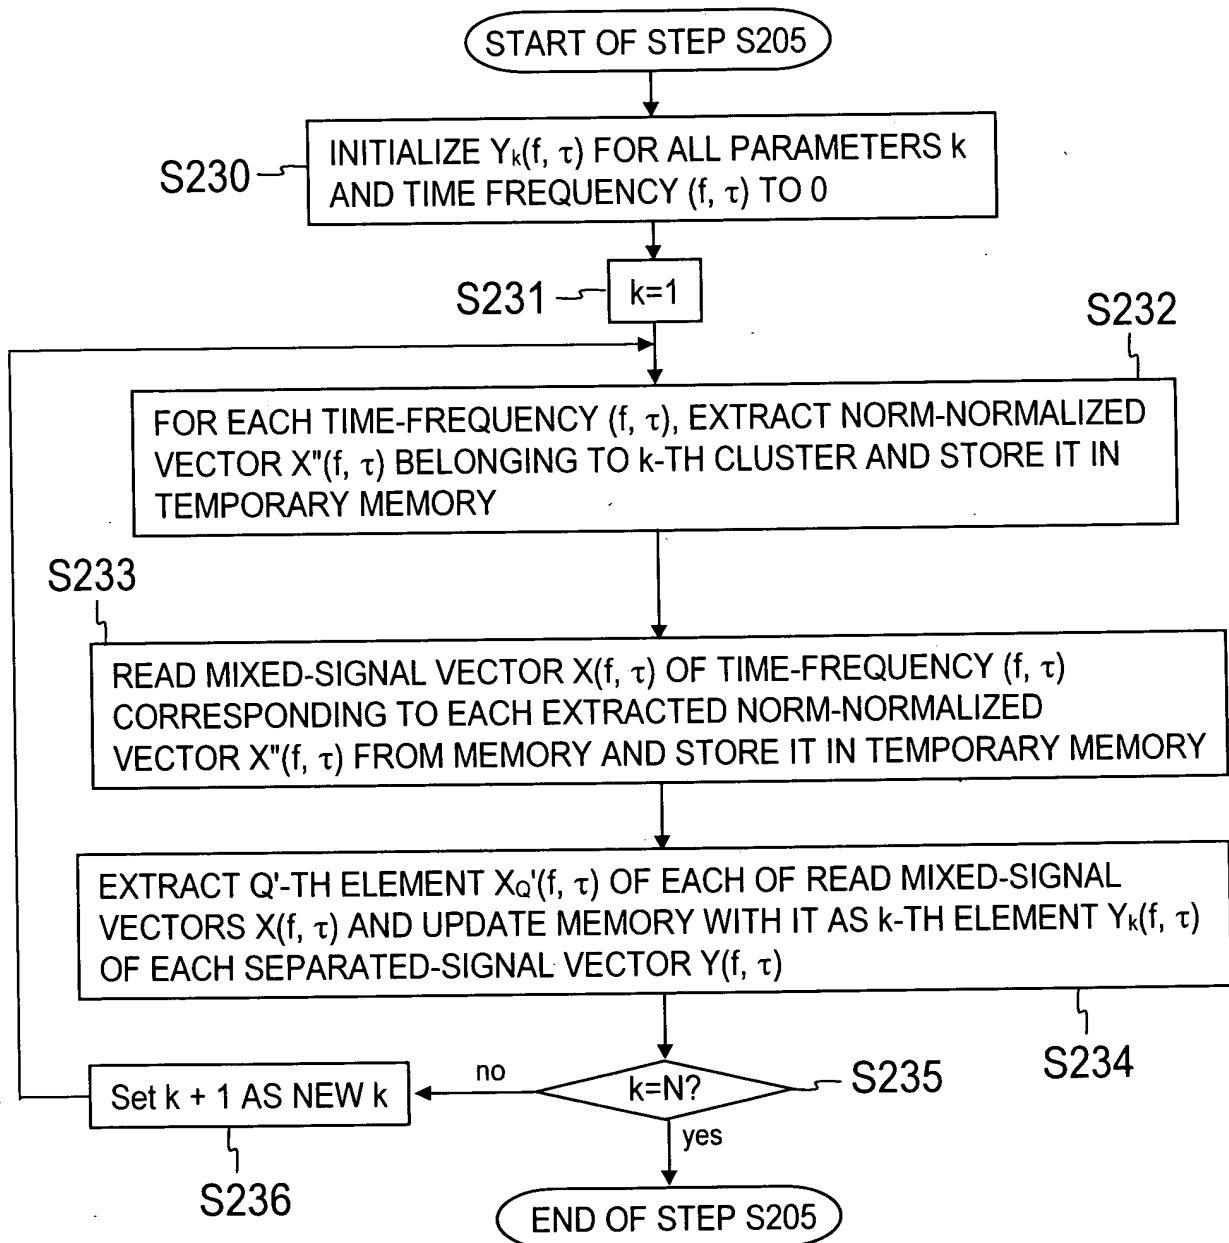 START OF STEP S205
S230
INITIALIZE Yk(f, τ) FOR ALL PARAMETERS k
AND TIME FREQUENCY (f, τ) TO 0
S231
k=1
S232
FOR EACH TIME-FREQUENCY (f, τ), EXTRACT NORM-NORMALIZED
VECTOR X"(f, τ) BELONGING TO k-TH CLUSTER AND STORE IT IN
TEMPORARY MEMORY
S233
READ MIXED-SIGNAL VECTOR X(f, τ) OF TIME-FREQUENCY (f, τ)
CORRESPONDING TO EACH EXTRACTED NORM-NORMALIZED
VECTOR X"(f, τ) FROM MEMORY AND STORE IT IN TEMPORARY MEMORY
EXTRACT Q'-TH ELEMENT XQ'(f, τ) OF EACH OF READ MIXED-SIGNAL
VECTORS X(f, τ) AND UPDATE MEMORY WITH IT AS k-TH ELEMENT Yk(f, τ)
OF EACH SEPARATED-SIGNAL VECTOR Y(f, τ)
S234
k=N?
S235
no
Set k + 1 AS NEW k
yes
S236
END OF STEP S205